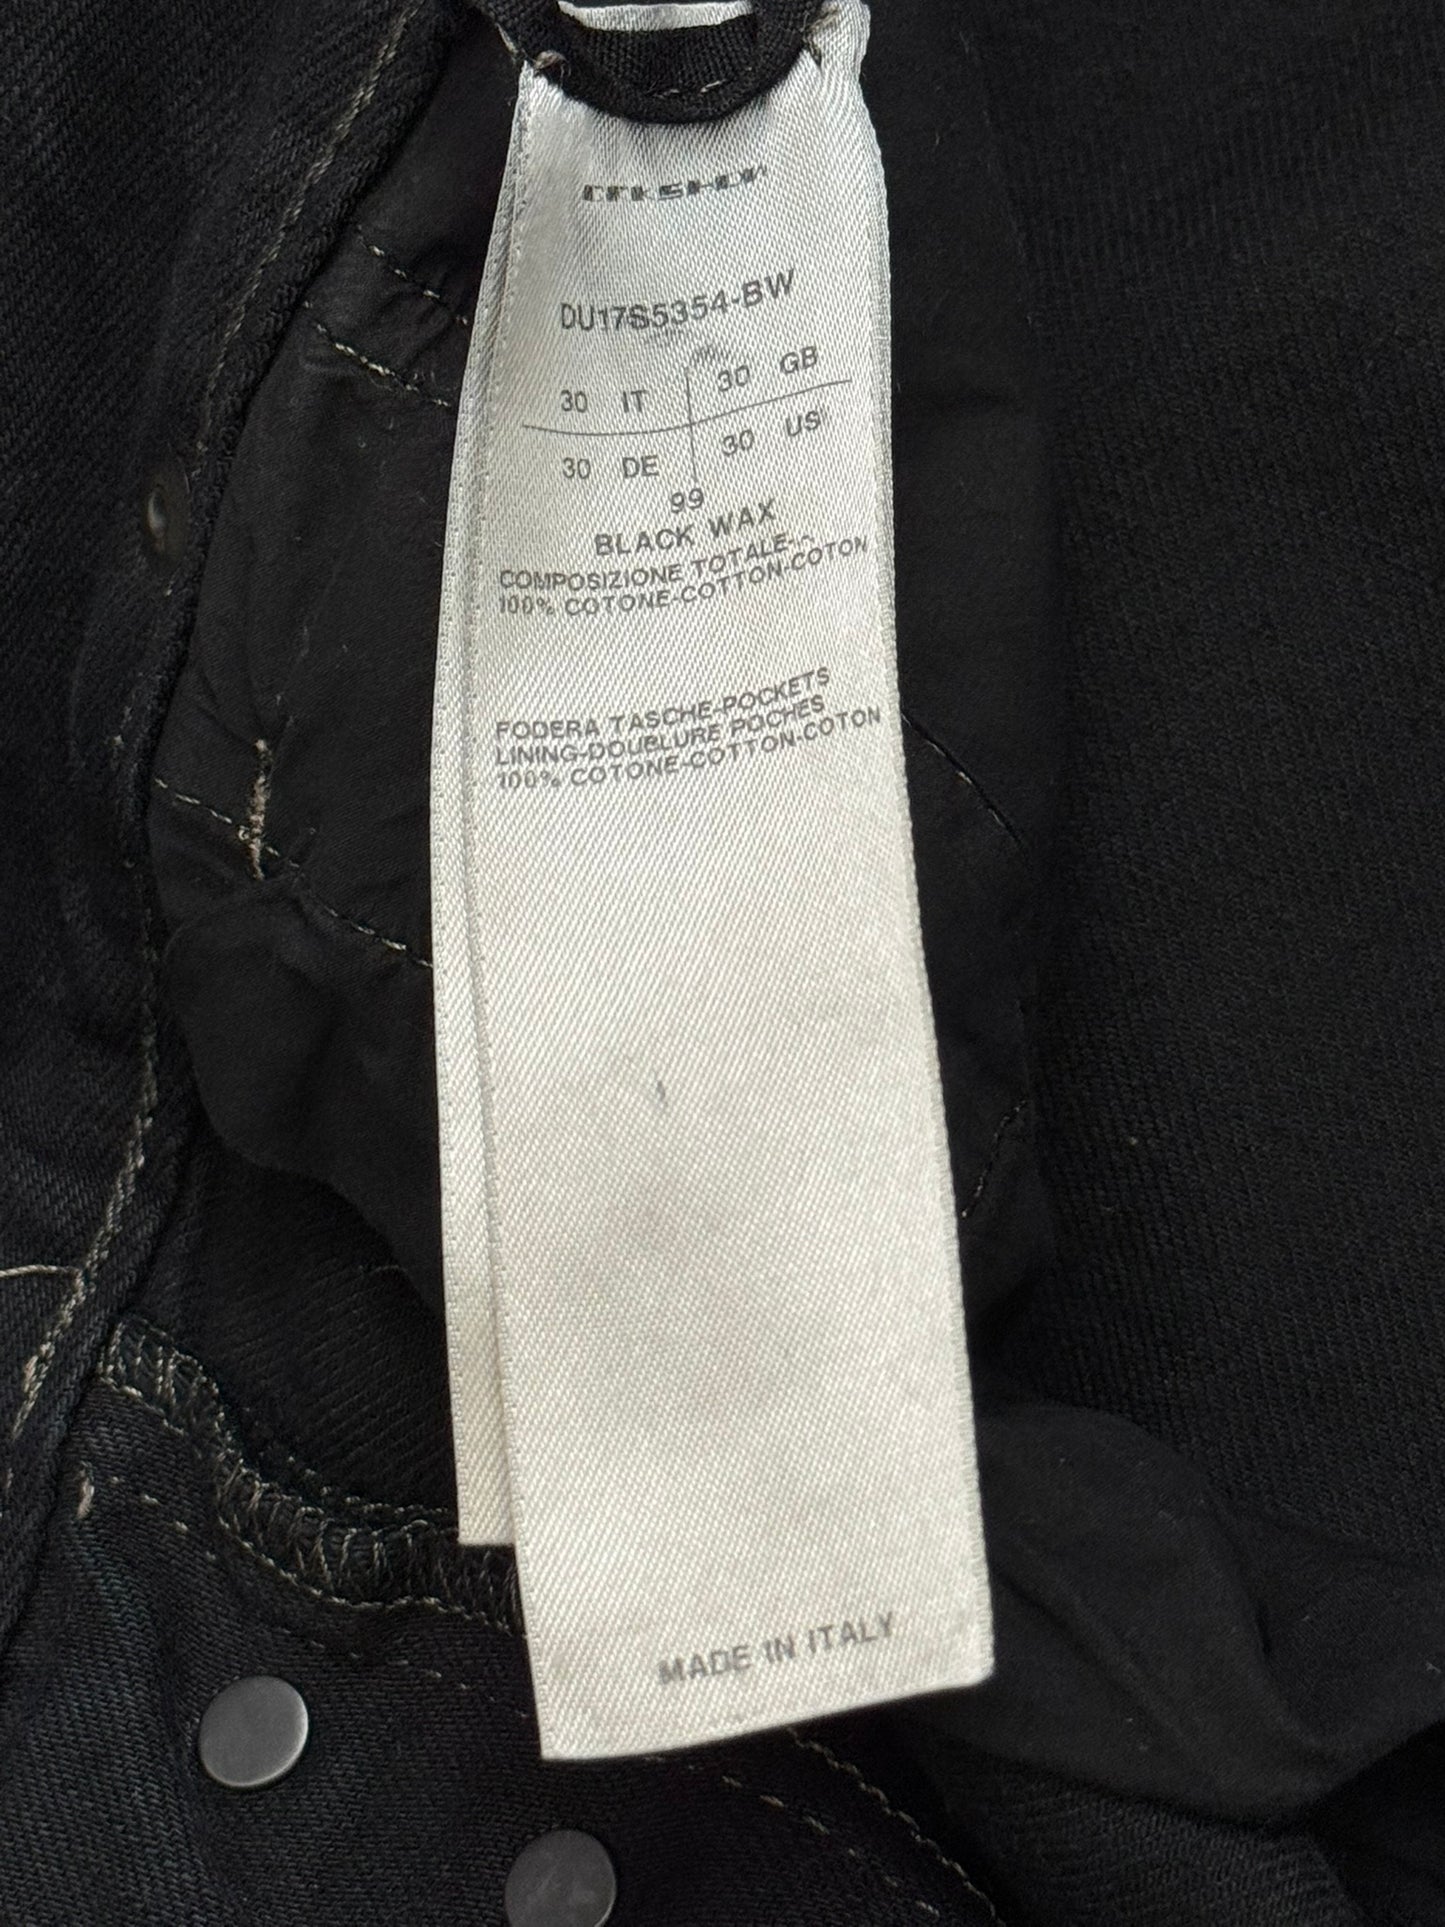 DRKSHDW
DU17S5354-BW
30 IT 30 GB
30 DE 30 US
99
BLACK WAX
COMPOSIZIONE TOTALE-
100% COTONE-COTTON-COTON
FODERA TASCHE-POCKETS
LINING-DOUBLURE POCHES
100% COTONE-COTTON-COTON
MADE IN ITALY